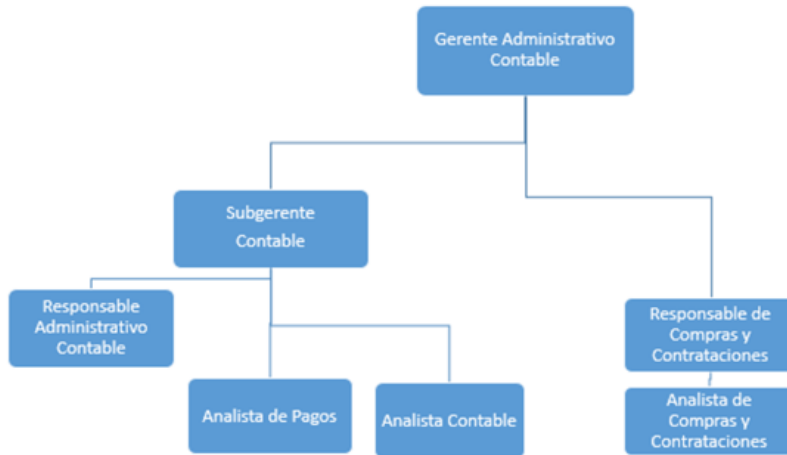 Gerente Administrativo
Contable
Subgerente
Contable
Responsable
Administrativo
Contable
Responsable de
Compras y
Contrataciones
Analista de Pagos
Analista Contable
Analista de
Compras y
Contrataciones